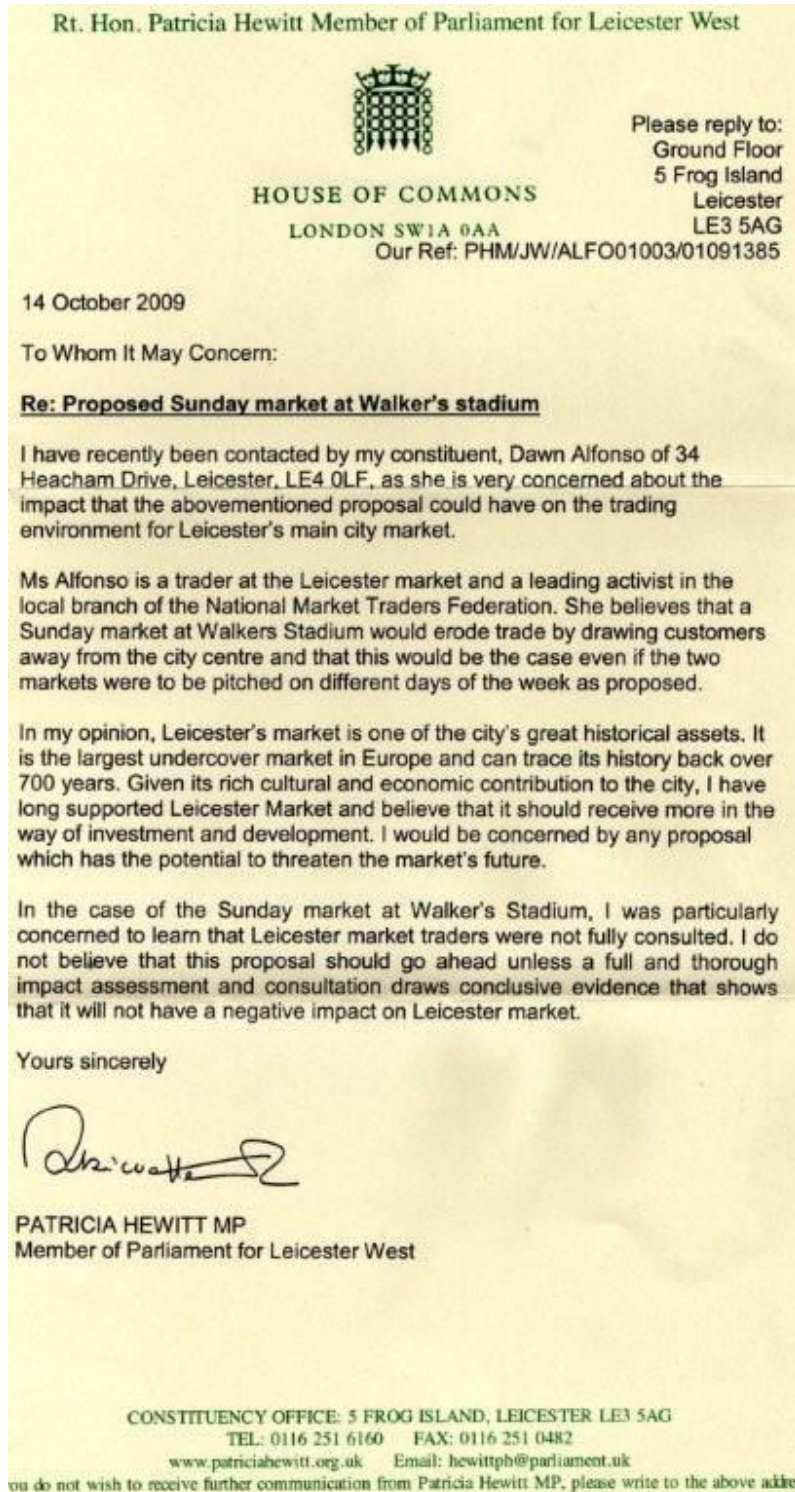 Rt. Hon. Patricia Hewitt Member of Parliament for Leicester West
Please reply to:
Ground Floor
5 Frog Island
Leicester
LE3 5AG
HOUSE OF COMMONS
LONDON SW1A 0AA
Our Ref: PHM/JW/ALFO01003/01091385
14 October 2009
To Whom It May Concern:
Re: Proposed Sunday market at Walker's stadium
I have recently been contacted by my constituent, Dawn Alfonso of 34
Heacham Drive, Leicester, LE4 0LF, as she is very concerned about the
impact that the abovementioned proposal could have on the trading
environment for Leicester's main city market.
Ms Alfonso is a trader at the Leicester market and a leading activist in the
local branch of the National Market Traders Federation. She believes that a
Sunday market at Walkers Stadium would erode trade by drawing customers
away from the city centre and that this would be the case even if the two
markets were to be pitched on different days of the week as proposed.
In my opinion, Leicester's market is one of the city's great historical assets. It
is the largest undercover market in Europe and can trace its history back over
700 years. Given its rich cultural and economic contribution to the city, I have
long supported Leicester Market and believe that it should receive more in the
way of investment and development. I would be concerned by any proposal
which has the potential to threaten the market's future.
In the case of the Sunday market at Walker's Stadium, I was particularly
concerned to learn that Leicester market traders were not fully consulted. I do
not believe that this proposal should go ahead unless a full and thorough
impact assessment and consultation draws conclusive evidence that shows
that it will not have a negative impact on Leicester market.
Yours sincerely
PATRICIA HEWITT MP
Member of Parliament for Leicester West
CONSTITUENCY OFFICE: 5 FROG ISLAND, LEICESTER LE3 5AG
TEL: 0116 251 6160 FAX: 0116 251 0482
www.patriciahewitt.org.uk Email: hewittph@parliament.uk
ou do not wish to receive further communication from Patricia Hewitt MP, please write to the above addre